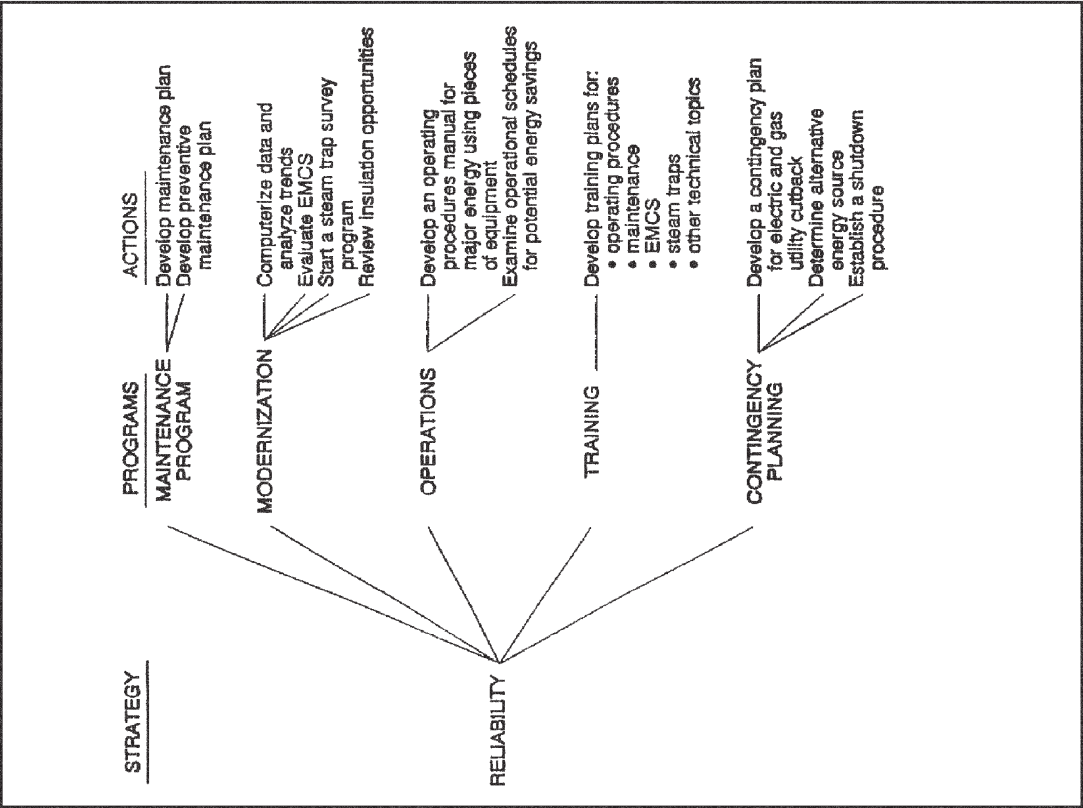 STRATEGY
PROGRAMS
ACTIONS
RELIABILITY
MAINTENANCE
PROGRAM
Develop maintenance plan
Develop preventive
maintenance plan
MODERNIZATION
Computerize data and
analyze trends
Evaluate EMCS
Start a steam trap survey
program
Review insulation opportunities
OPERATIONS
Develop an operating
procedures manual for
major energy using pieces
of equipment
Examine operational schedules
for potential energy savings
TRAINING
Develop training plans for:
• operating procedures
• maintenance
• EMCS
• steam traps
• other technical topics
CONTINGENCY
PLANNING
Develop a contingency plan
for electric and gas
utility cutback
Determine alternative
energy source
Establish a shutdown
procedure